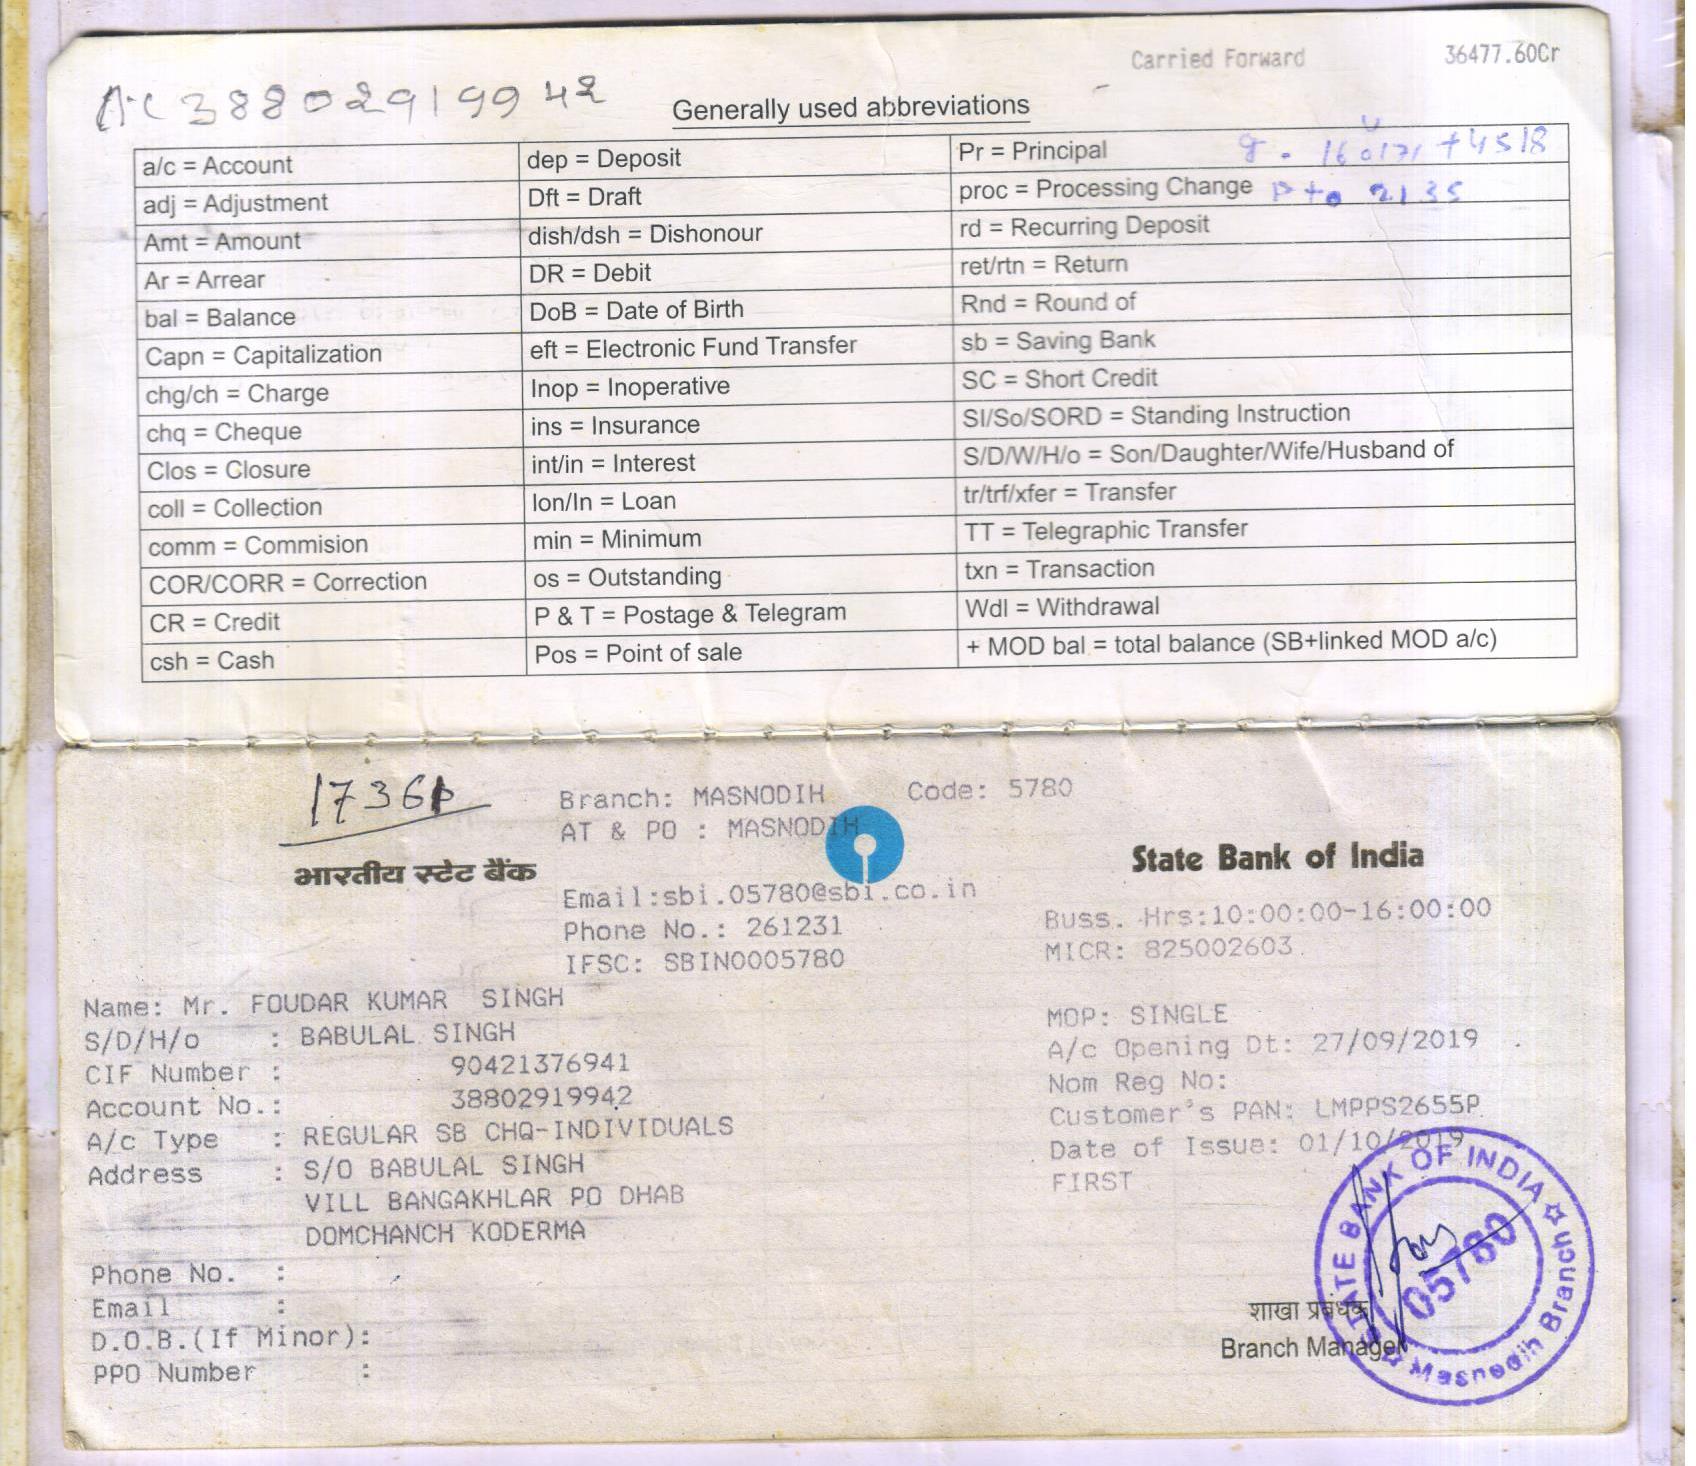 Carried Forward 36477.60Cr
A/C 38802919942
Generally used abbreviations
a/c = Account dep = Deposit Pr = Principal
adj = Adjustment Dft = Draft proc = Processing Change
Amt = Amount dish/dsh = Dishonour rd = Recurring Deposit
Ar = Arrear DR = Debit ret/rtn = Return
bal = Balance DoB = Date of Birth Rnd = Round of
Capn = Capitalization eft = Electronic Fund Transfer sb = Saving Bank
chg/ch = Charge Inop = Inoperative SC = Short Credit
chq = Cheque ins = Insurance SI/So/SORD = Standing Instruction
Clos = Closure int/in = Interest S/D/W/H/o = Son/Daughter/Wife/Husband of
coll = Collection lon/ln = Loan tr/trf/xfer = Transfer
comm = Commision min = Minimum TT = Telegraphic Transfer
COR/CORR = Correction os = Outstanding txn = Transaction
CR = Credit P & T = Postage & Telegram Wdl = Withdrawal
csh = Cash Pos = Point of sale + MOD bal = total balance (SB+linked MOD a/c)
Branch: MASNODIH Code: 5780
AT & PO : MASNODIH
भारतीय स्टेट बैंक State Bank of India
Email:sbi.05780@sbi.co.in
Phone No.: 261231 Buss. Hrs:10:00:00-16:00:00
IFSC: SBIN0005780 MICR: 825002603
Name: Mr. FOUDAR KUMAR SINGH MOP: SINGLE
S/D/H/o : BABULAL SINGH A/c Opening Dt: 27/09/2019
CIF Number : 90421376941 Nom Reg No:
Account No.: 38802919942 Customer's PAN: LMPPS2655P
A/c Type : REGULAR SB CHQ-INDIVIDUALS Date of Issue: 01/10/2019
Address : S/O BABULAL SINGH FIRST
VILL BANGAKHLAR PO DHAB
DOMCHANCH KODERMA
Phone No. :
Email :
D.O.B.(If Minor):
PPO Number :
STATE BANK OF INDIA
05780
Masnodih Branch
शाखा प्रबंधक
Branch Manager